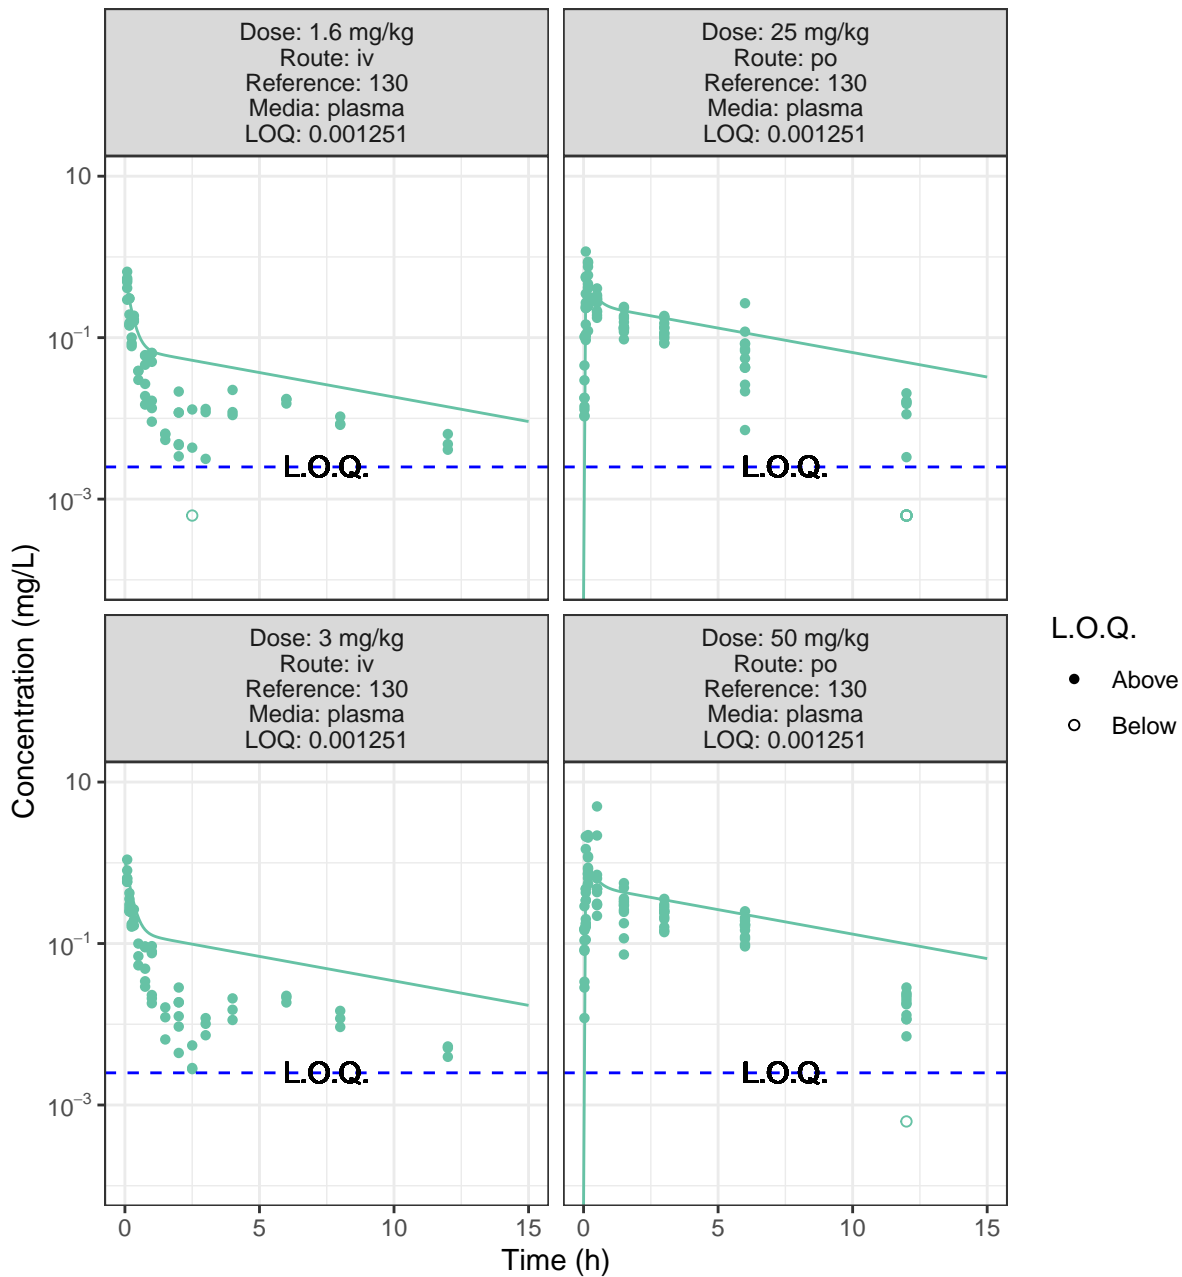 Dose: 1.6 mg/kg
Route: iv
Reference: 130
Media: plasma
LOQ: 0.001251
Dose: 25 mg/kg
Route: po
Reference: 130
Media: plasma
LOQ: 0.001251
10
10⁻¹
10⁻³
L.O.Q.
L.O.Q.
Dose: 3 mg/kg
Route: iv
Reference: 130
Media: plasma
LOQ: 0.001251
Dose: 50 mg/kg
Route: po
Reference: 130
Media: plasma
LOQ: 0.001251
10
10⁻¹
10⁻³
L.O.Q.
L.O.Q.
0 5 10 15
0 5 10 15
Time (h)
Concentration (mg/L)
L.O.Q.
Above
Below